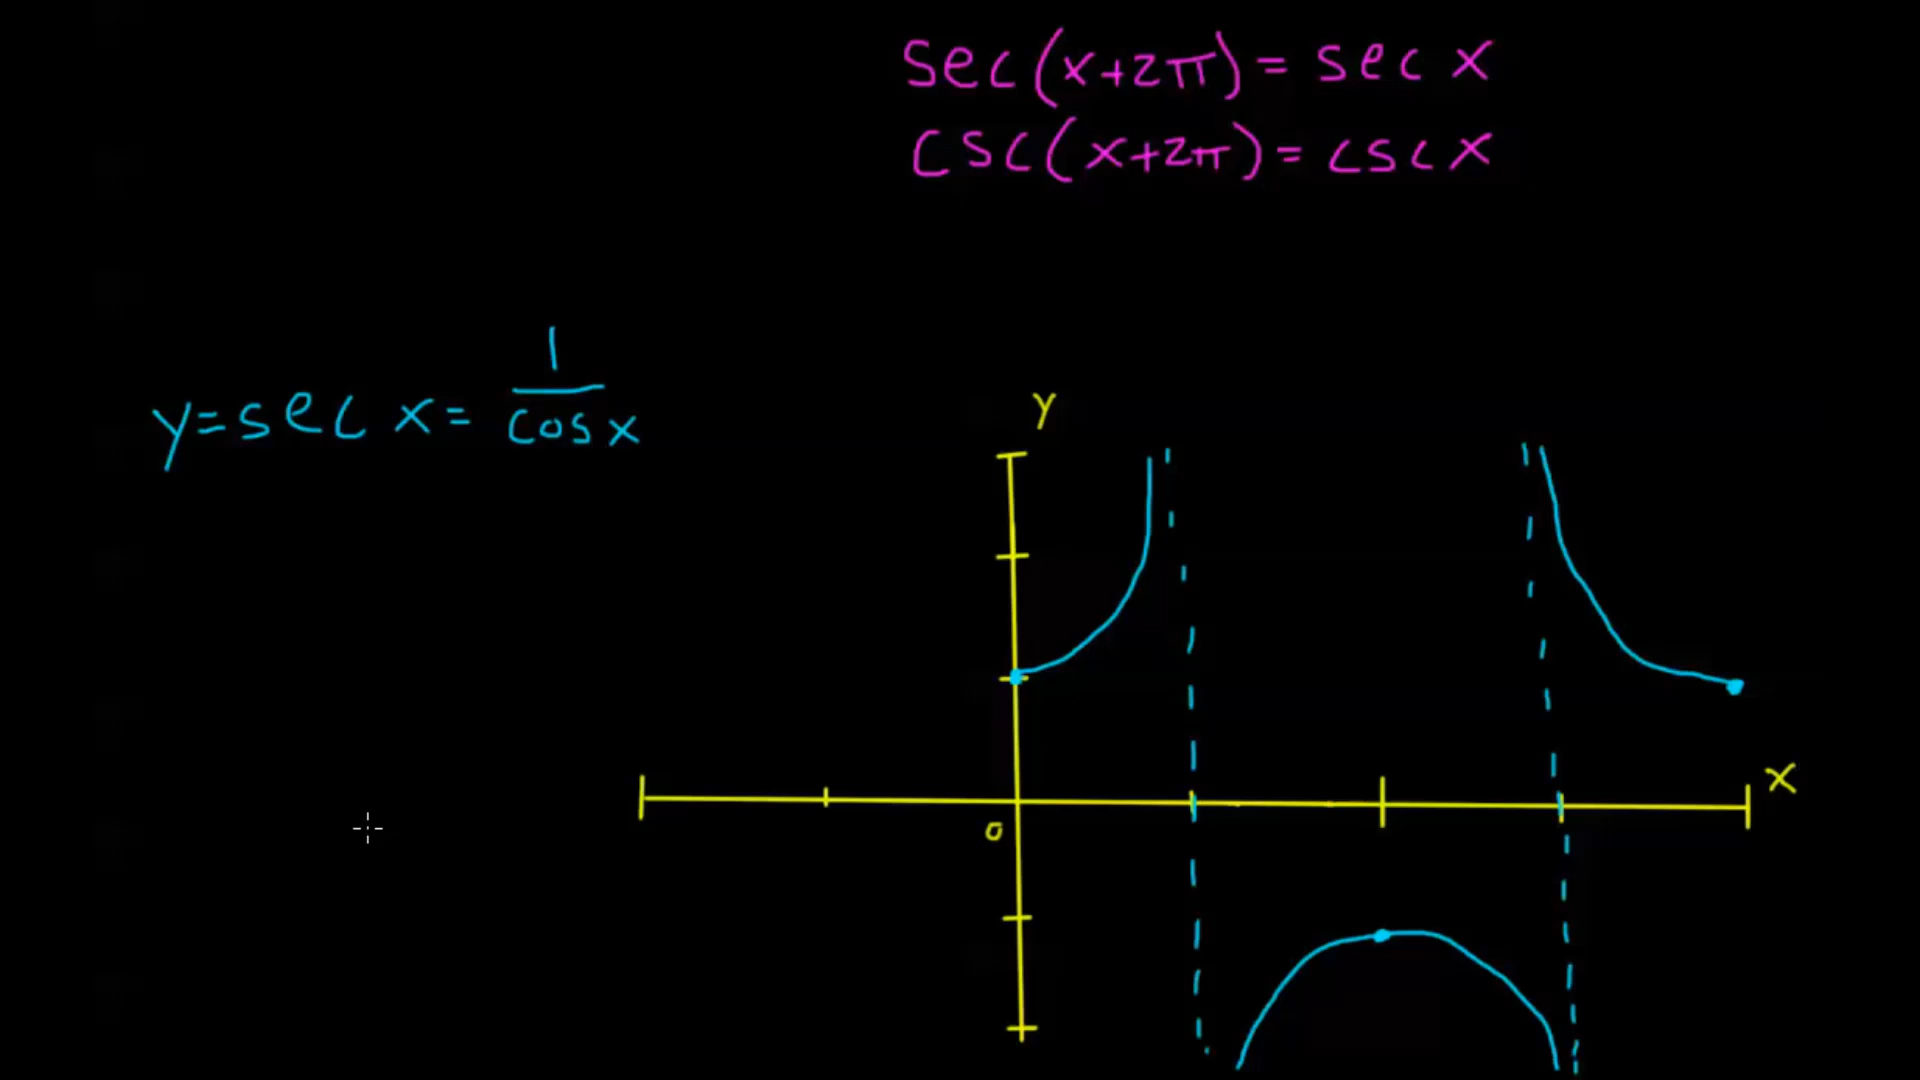 sec(x+2π)= sec x
csc(x+2π)= csc x
y=sec x= 1/cos x
y
x
0